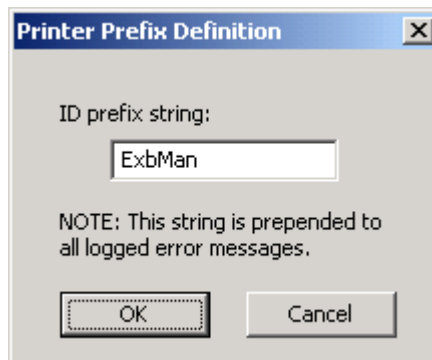 Printer Prefix Definition
ID prefix string:
ExbMan
NOTE: This string is prepended to
all logged error messages.
OK Cancel